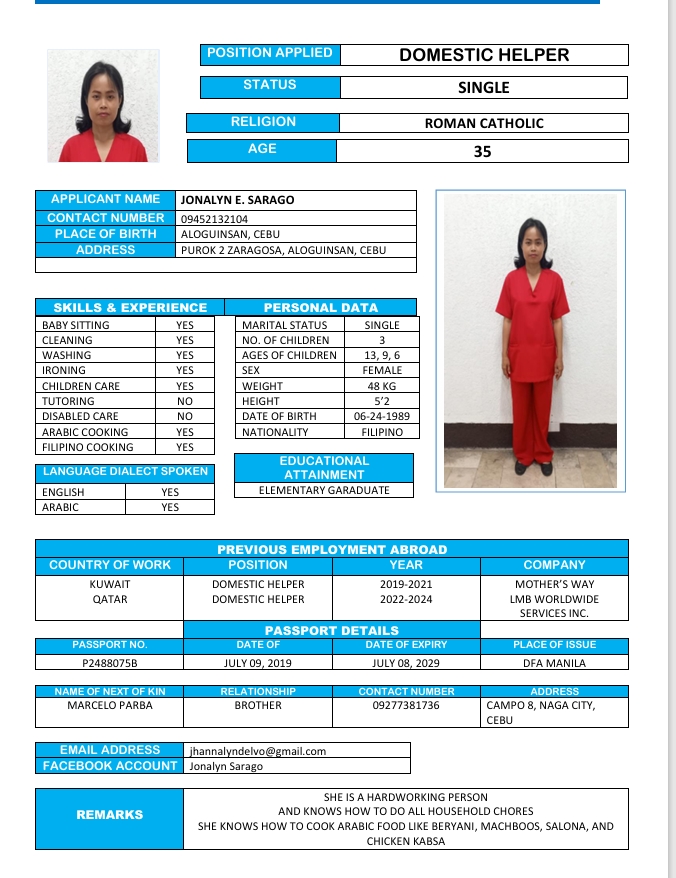 POSITION APPLIED DOMESTIC HELPER
STATUS SINGLE
RELIGION ROMAN CATHOLIC
AGE 35
APPLICANT NAME JONALYN E. SARAGO
CONTACT NUMBER 09452132104
PLACE OF BIRTH ALOGUINSAN, CEBU
ADDRESS PUROK 2 ZARAGOSA, ALOGUINSAN, CEBU
SKILLS & EXPERIENCE PERSONAL DATA
BABY SITTING YES MARITAL STATUS SINGLE
CLEANING YES NO. OF CHILDREN 3
WASHING YES AGES OF CHILDREN 13, 9, 6
IRONING YES SEX FEMALE
CHILDREN CARE YES WEIGHT 48 KG
TUTORING NO HEIGHT 5’2
DISABLED CARE NO DATE OF BIRTH 06-24-1989
ARABIC COOKING YES NATIONALITY FILIPINO
FILIPINO COOKING YES
LANGUAGE DIALECT SPOKEN
ENGLISH YES
ARABIC YES
EDUCATIONAL
ATTAINMENT
ELEMENTARY GARADUATE
PREVIOUS EMPLOYMENT ABROAD
COUNTRY OF WORK POSITION YEAR COMPANY
KUWAIT DOMESTIC HELPER 2019-2021 MOTHER’S WAY
QATAR DOMESTIC HELPER 2022-2024 LMB WORLDWIDE
SERVICES INC.
PASSPORT DETAILS
PASSPORT NO. DATE OF DATE OF EXPIRY PLACE OF ISSUE
P2488075B JULY 09, 2019 JULY 08, 2029 DFA MANILA
NAME OF NEXT OF KIN RELATIONSHIP CONTACT NUMBER ADDRESS
MARCELO PARBA BROTHER 09277381736 CAMPO 8, NAGA CITY,
CEBU
EMAIL ADDRESS jhannalyndelvo@gmail.com
FACEBOOK ACCOUNT Jonalyn Sarago
REMARKS
SHE IS A HARDWORKING PERSON
AND KNOWS HOW TO DO ALL HOUSEHOLD CHORES
SHE KNOWS HOW TO COOK ARABIC FOOD LIKE BERYANI, MACHBOOS, SALONA, AND
CHICKEN KABSA